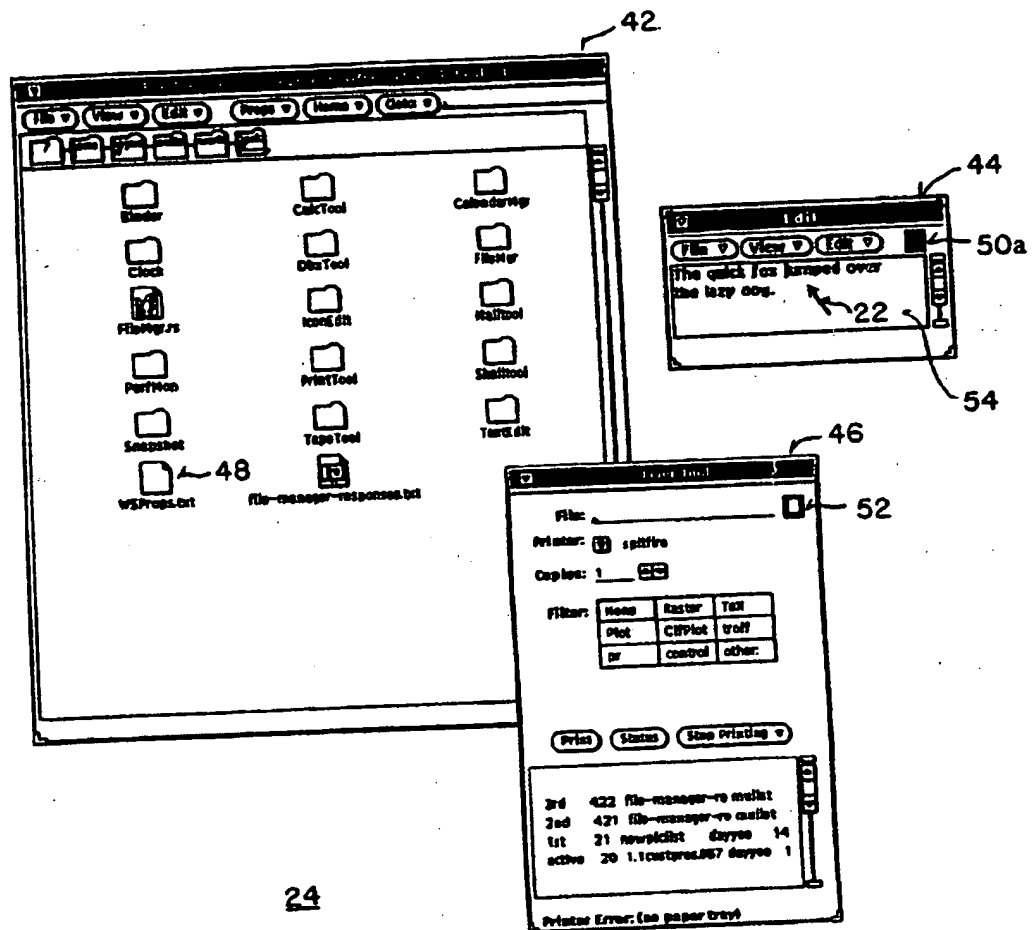 42
File View Edit Props Home Goto
Binder CalcTool CalendarMgr
Clock DbxTool FileMgr
FileMgr.rs IconEdit Mailtool
PerfMon PrintTool Shelltool
Snapshot TapeTool TextEdit
48
WSProps.txt file-manager-responses.txt
44
Edit
File View Edit
50a
The quick fox jumped over
the lazy dog.
22
54
46
File:
52
Printer: spitfire
Copies: 1
Filter: None Raster TeX
Plot CifPlot troff
pr control other:
Print Status Stop Printing
3rd 422 file-manager-re
2nd 421 file-manager-re
1st 21 dayyee 14
active 20 dayyee 1
Printer Error: (no paper tray)
24